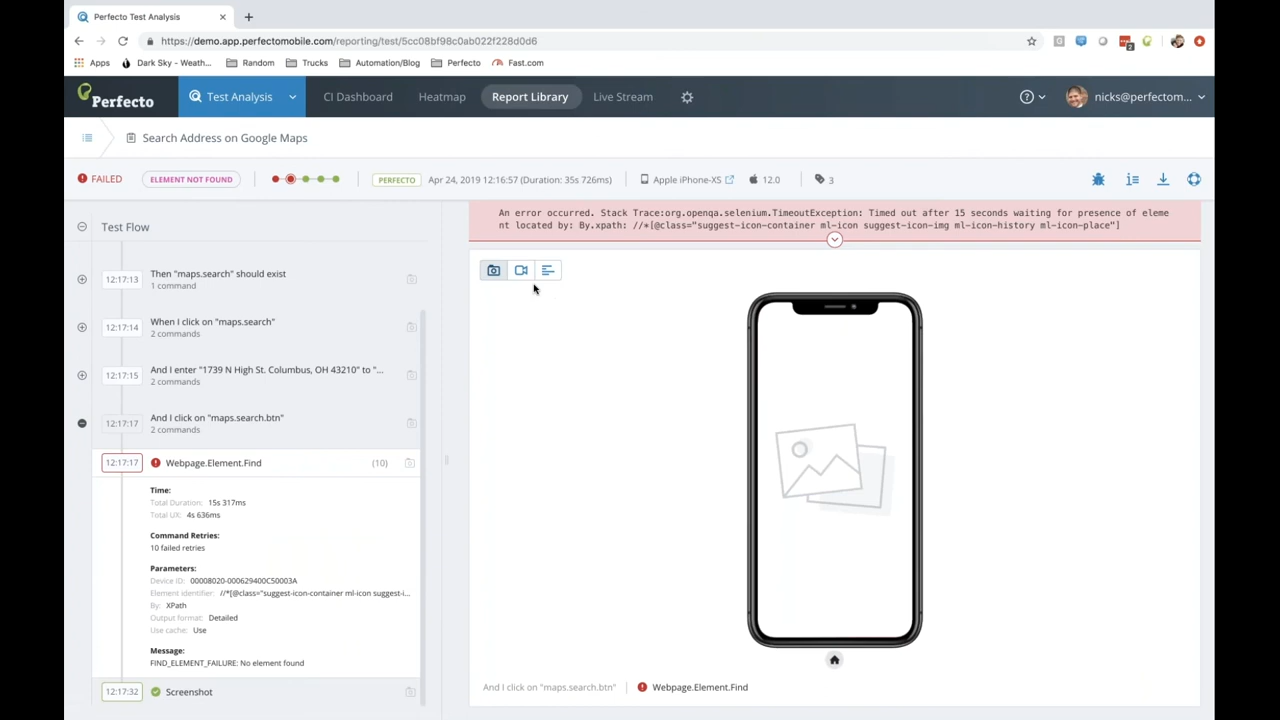 Perfecto Test Analysis
https://demo.app.perfectomobile.com/reporting/test/5cc08bf98c0ab022f228d0d6
Apps
Dark Sky - Weath...
Random
Trucks
Automation/Blog
Perfecto
Fast.com
Perfecto
Test Analysis
CI Dashboard
Heatmap
Report Library
Live Stream
nicks@perfectom...
Search Address on Google Maps
FAILED
ELEMENT NOT FOUND
PERFECTO
Apr 24, 2019 12:16:57 (Duration: 35s 726ms)
Apple iPhone-XS
12.0
3
Test Flow
12:17:13
Then "maps.search" should exist
1 command
12:17:14
When I click on "maps.search"
2 commands
12:17:15
And I enter "1739 N High St. Columbus, OH 43210" to "...
2 commands
12:17:17
And I click on "maps.search.btn"
2 commands
12:17:17
Webpage.Element.Find
(10)
Time:
Total Duration: 15s 317ms
Total UX: 4s 636ms
Command Retries:
10 failed retries
Parameters:
Device ID: 00008020-000629400C50003A
Element identifier: //*[@class="suggest-icon-container ml-icon suggest-i...
By: XPath
Output format: Detailed
Use cache: Use
Message:
FIND_ELEMENT_FAILURE: No element found
12:17:32
Screenshot
An error occurred. Stack Trace:org.openqa.selenium.TimeoutException: Timed out after 15 seconds waiting for presence of eleme
nt located by: By.xpath: //*[@class="suggest-icon-container ml-icon suggest-icon-img ml-icon-history ml-icon-place"]
And I click on "maps.search.btn"
Webpage.Element.Find